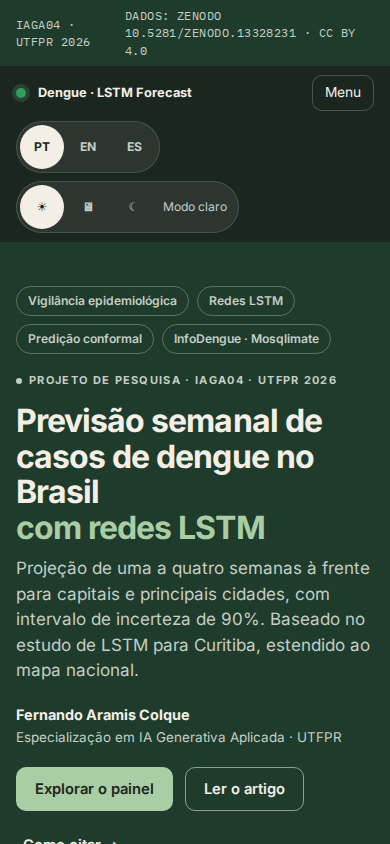 IAGA04 ·
UTFPR 2026
DADOS: ZENODO
10.5281/ZENODO.13328231 · CC BY
4.0
Dengue · LSTM Forecast
Menu
PT EN ES
Modo claro
Vigilância epidemiológica Redes LSTM
Predição conformal InfoDengue · Mosqlimate
PROJETO DE PESQUISA · IAGA04 · UTFPR 2026
Previsão semanal de
casos de dengue no
Brasil
com redes LSTM
Projeção de uma a quatro semanas à frente
para capitais e principais cidades, com
intervalo de incerteza de 90%. Baseado no
estudo de LSTM para Curitiba, estendido ao
mapa nacional.
Fernando Aramis Colque
Especialização em IA Generativa Aplicada · UTFPR
Explorar o painel Ler o artigo
Como citar →